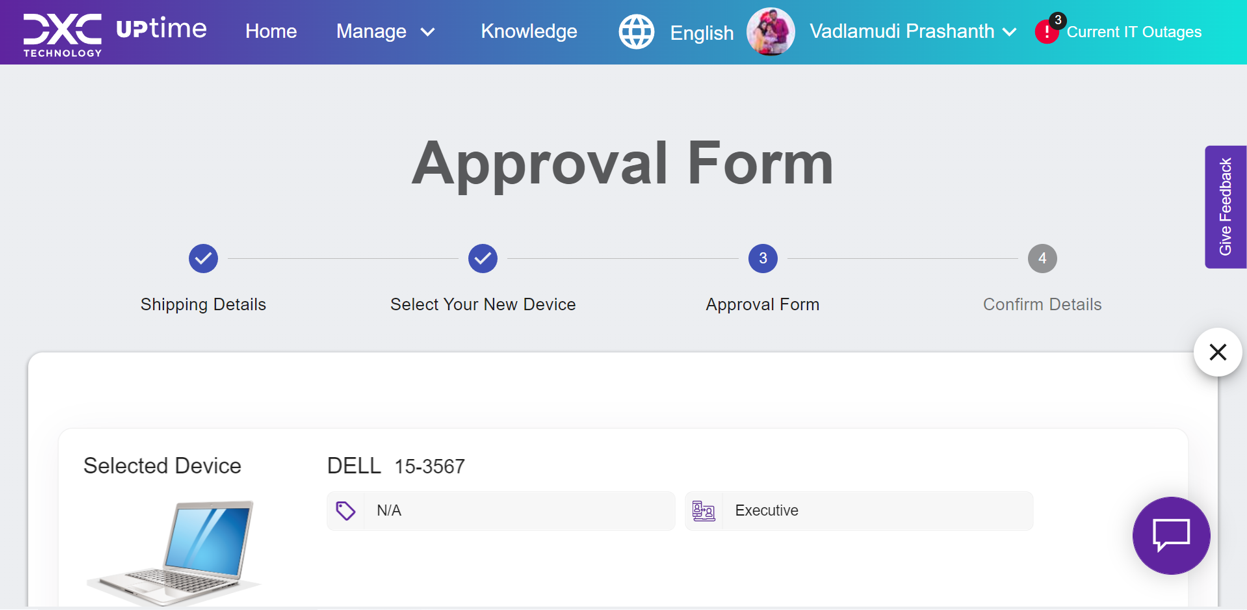 DXC TECHNOLOGY UPtime Home Manage Knowledge English Vadlamudi Prashanth ! 3 Current IT Outages
Approval Form
Give Feedback
3 4
Shipping Details Select Your New Device Approval Form Confirm Details
Selected Device DELL 15-3567
N/A Executive